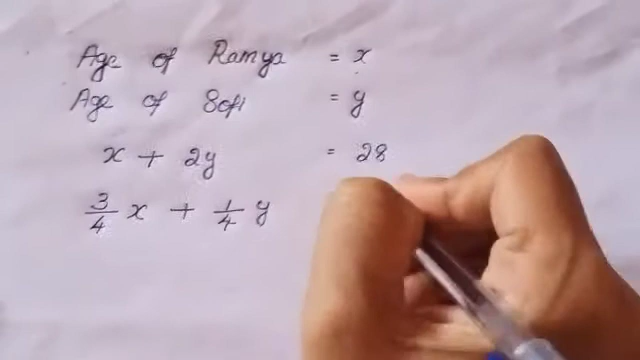 Age of Ramya = x
Age of Sofi = y
x + 2y = 28
3/4 x + 1/4 y